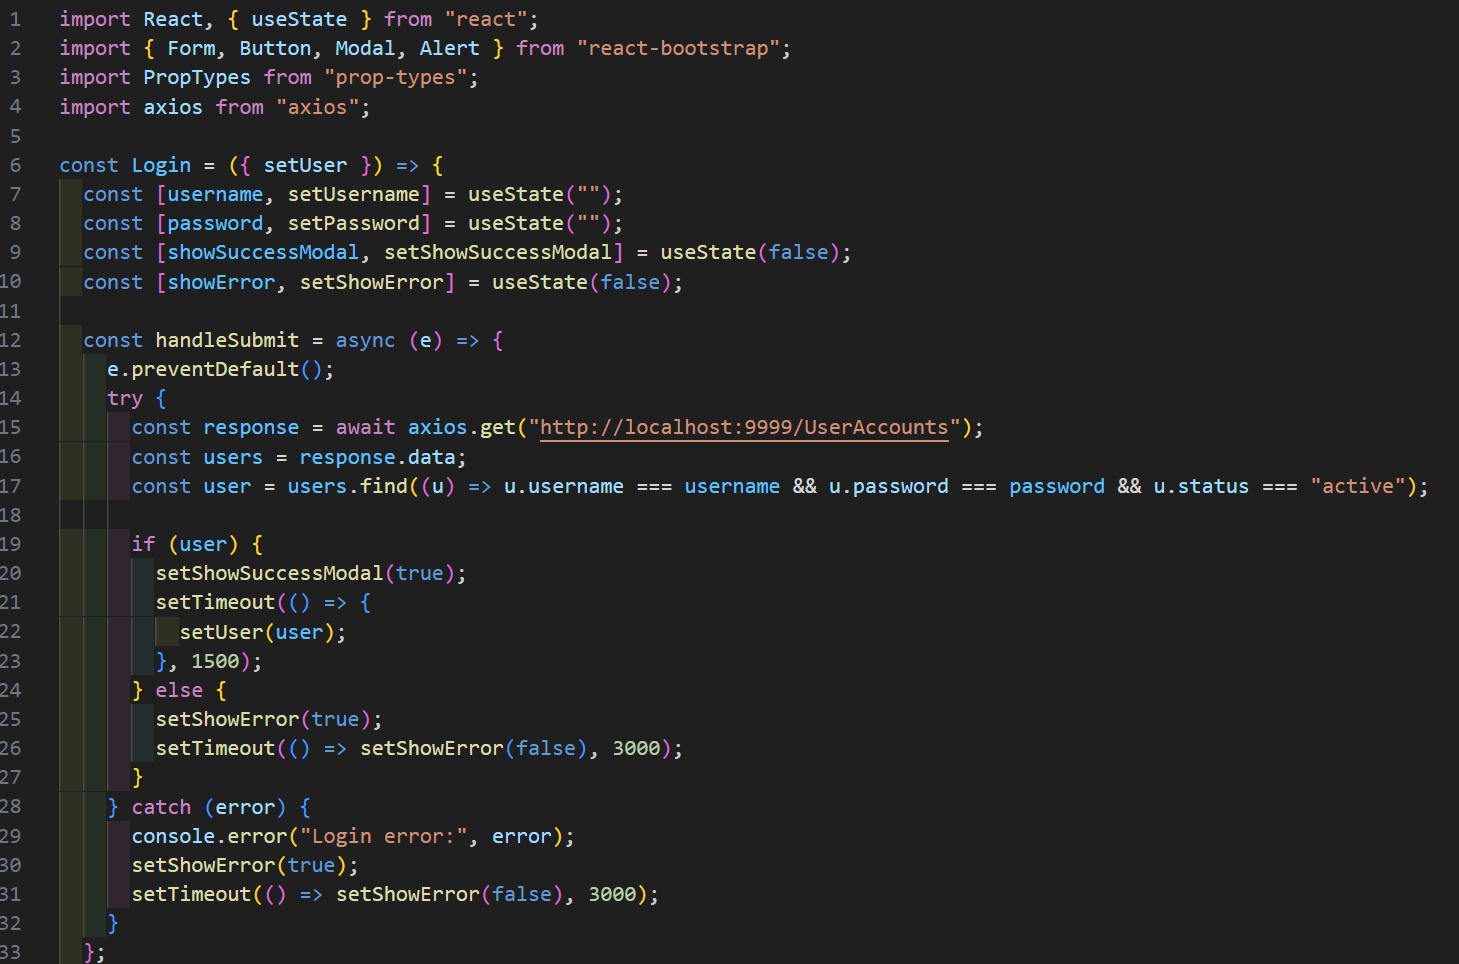 1 import React, { useState } from "react";
2 import { Form, Button, Modal, Alert } from "react-bootstrap";
3 import PropTypes from "prop-types";
4 import axios from "axios";
5
6 const Login = ({ setUser }) => {
7   const [username, setUsername] = useState("");
8   const [password, setPassword] = useState("");
9   const [showSuccessModal, setShowSuccessModal] = useState(false);
10   const [showError, setShowError] = useState(false);
11
12   const handleSubmit = async (e) => {
13     e.preventDefault();
14     try {
15       const response = await axios.get("http://localhost:9999/UserAccounts");
16       const users = response.data;
17       const user = users.find((u) => u.username === username && u.password === password && u.status === "active");
18
19       if (user) {
20         setShowSuccessModal(true);
21         setTimeout(() => {
22           setUser(user);
23         }, 1500);
24       } else {
25         setShowError(true);
26         setTimeout(() => setShowError(false), 3000);
27       }
28     } catch (error) {
29       console.error("Login error:", error);
30       setShowError(true);
31       setTimeout(() => setShowError(false), 3000);
32     }
33   };